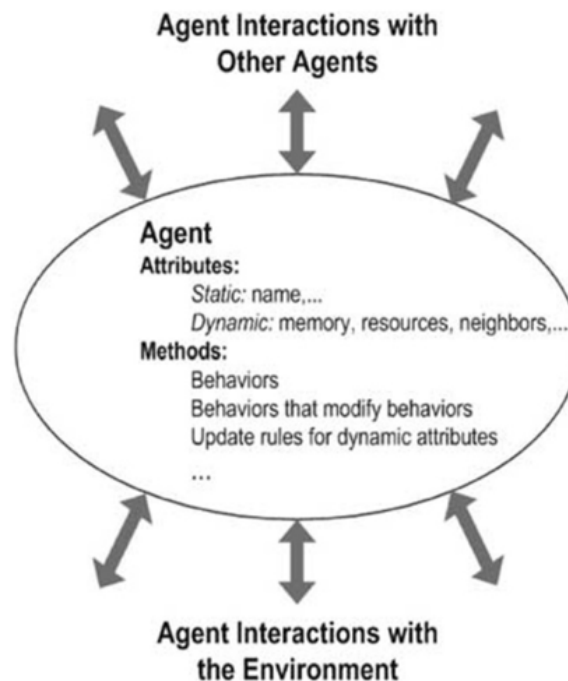 Agent Interactions with
Other Agents
Agent
Attributes:
Static: name,...
Dynamic: memory, resources, neighbors,...
Methods:
Behaviors
Behaviors that modify behaviors
Update rules for dynamic attributes
...
Agent Interactions with
the Environment